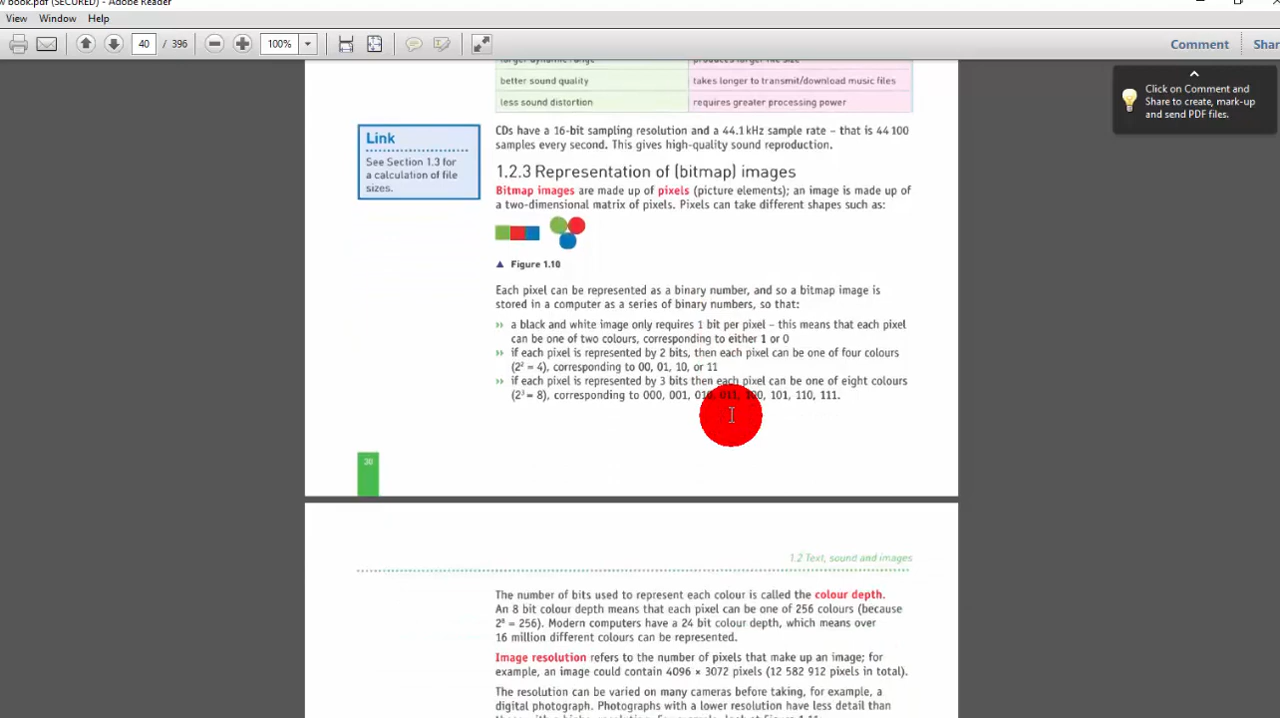 w book.pdf (SECURED) - Adobe Reader
View Window Help
40 / 396 100% Comment Shar
Click on Comment and
Share to create, mark-up
and send PDF files.
larger dynamic range produces larger file size
better sound quality takes longer to transmit/download music files
less sound distortion requires greater processing power
Link
See Section 1.3 for
a calculation of file
sizes.
CDs have a 16-bit sampling resolution and a 44.1 kHz sample rate – that is 44 100
samples every second. This gives high-quality sound reproduction.
1.2.3 Representation of (bitmap) images
Bitmap images are made up of pixels (picture elements); an image is made up of
a two-dimensional matrix of pixels. Pixels can take different shapes such as:
▲ Figure 1.10
Each pixel can be represented as a binary number, and so a bitmap image is
stored in a computer as a series of binary numbers, so that:
» a black and white image only requires 1 bit per pixel – this means that each pixel
can be one of two colours, corresponding to either 1 or 0
» if each pixel is represented by 2 bits, then each pixel can be one of four colours
(2² = 4), corresponding to 00, 01, 10, or 11
» if each pixel is represented by 3 bits then each pixel can be one of eight colours
(2³ = 8), corresponding to 000, 001, 010, 011, 100, 101, 110, 111.
30
1.2 Text, sound and images
The number of bits used to represent each colour is called the colour depth.
An 8 bit colour depth means that each pixel can be one of 256 colours (because
2⁸ = 256). Modern computers have a 24 bit colour depth, which means over
16 million different colours can be represented.
Image resolution refers to the number of pixels that make up an image; for
example, an image could contain 4096 × 3072 pixels (12 582 912 pixels in total).
The resolution can be varied on many cameras before taking, for example, a
digital photograph. Photographs with a lower resolution have less detail than